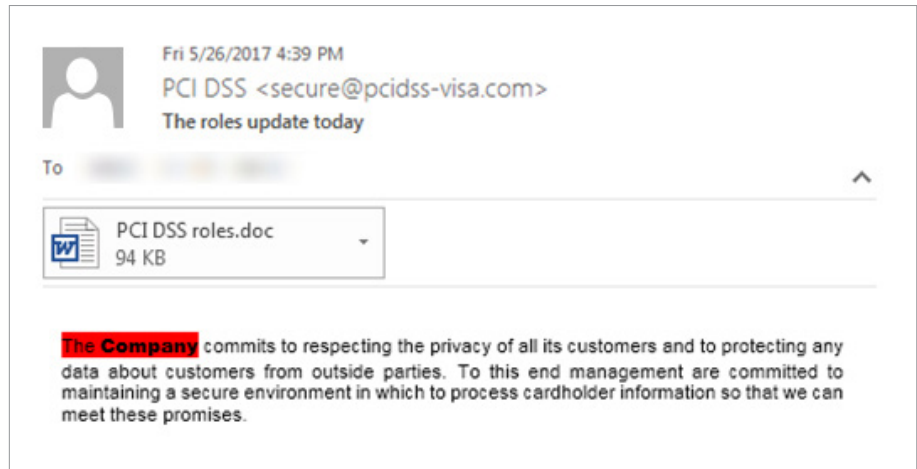 Fri 5/26/2017 4:39 PM
PCI DSS <secure@pcidss-visa.com>
The roles update today
To
PCI DSS roles.doc
94 KB
The Company commits to respecting the privacy of all its customers and to protecting any
data about customers from outside parties. To this end management are committed to
maintaining a secure environment in which to process cardholder information so that we can
meet these promises.